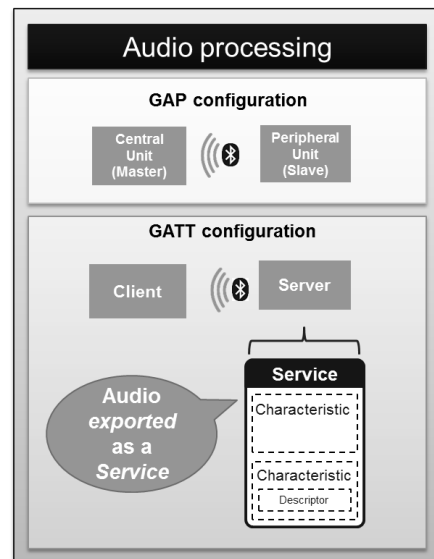 Audio processing
GAP configuration
Central
Unit
(Master)
Peripheral
Unit
(Slave)
GATT configuration
Client
Server
Service
Characteristic
Characteristic
Descriptor
Audio
exported
as a
Service